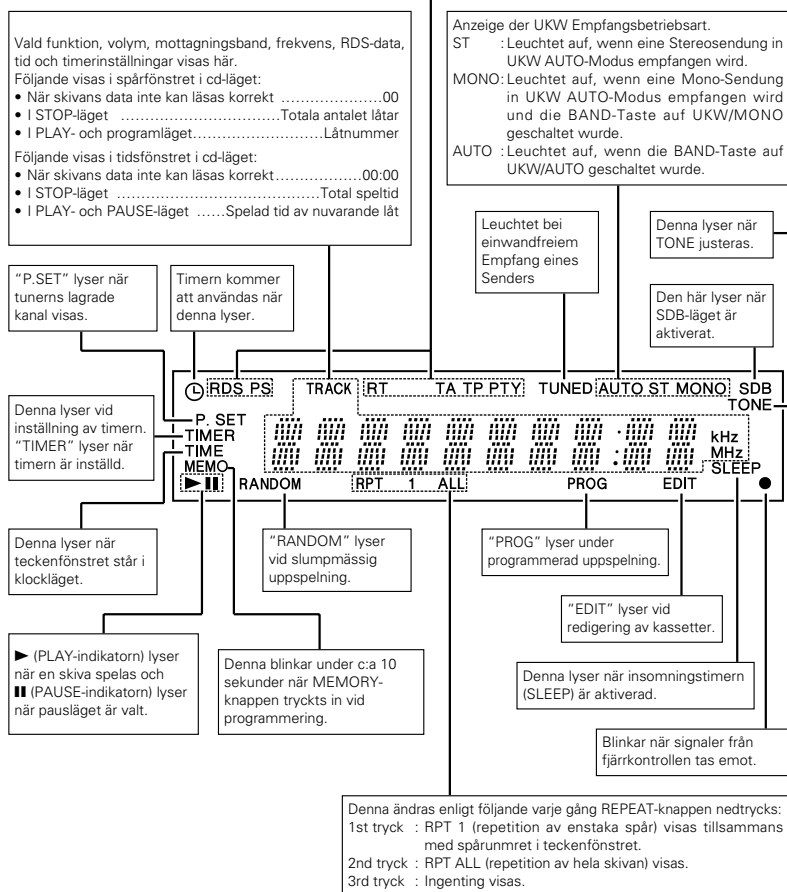 Vald funktion, volym, mottagningsband, frekvens, RDS-data,
tid och timerinställningar visas här.
Följande visas i spårfönstret i cd-läget:
• När skivans data inte kan läsas korrekt .....................00
• I STOP-läget ..................................Totala antalet låtar
• I PLAY- och programläget...........................Låtnummer
Följande visas i tidsfönstret i cd-läget:
• När skivans data inte kan läsas korrekt..................00:00
• I STOP-läget ...........................................Total speltid
• I PLAY- och PAUSE-läget ......Spelad tid av nuvarande låt
Anzeige der UKW Empfangsbetriebsart.
ST : Leuchtet auf, wenn eine Stereosendung in
UKW AUTO-Modus empfangen wird.
MONO: Leuchtet auf, wenn eine Mono-Sendung
in UKW AUTO-Modus empfangen wird
und die BAND-Taste auf UKW/MONO
geschaltet wurde.
AUTO : Leuchtet auf, wenn die BAND-Taste auf
UKW/AUTO geschaltet wurde.
Leuchtet bei
einwandfreiem
Empfang eines
Senders
Denna lyser när
TONE justeras.
"P.SET" lyser när
tunerns lagrade
kanal visas.
Timern kommer
att användas när
denna lyser.
Den här lyser när
SDB-läget är
aktiverat.
RDS PS TRACK RT TA TP PTY TUNED AUTO ST MONO SDB
TONE
Denna lyser vid
inställning av timern.
"TIMER" lyser när
timern är inställd.
P. SET
TIMER
TIME
MEMO
kHz
MHz
SLEEP
►II RANDOM RPT 1 ALL PROG EDIT ●
Denna lyser när
teckenfönstret står i
klockläget.
"RANDOM" lyser
vid slumpmässig
uppspelning.
"PROG" lyser under
programmerad uppspelning.
"EDIT" lyser vid
redigering av kassetter.
► (PLAY-indikatorn) lyser
när en skiva spelas och
II (PAUSE-indikatorn) lyser
när pausläget är valt.
Denna blinkar under c:a 10
sekunder när MEMORY-
knappen tryckts in vid
programmering.
Denna lyser när insomningstimern
(SLEEP) är aktiverad.
Blinkar när signaler från
fjärrkontrollen tas emot.
Denna ändras enligt följande varje gång REPEAT-knappen nedtrycks:
1st tryck : RPT 1 (repetition av enstaka spår) visas tillsammans
med spårunmret i teckenfönstret.
2nd tryck : RPT ALL (repetition av hela skivan) visas.
3rd tryck : Ingenting visas.